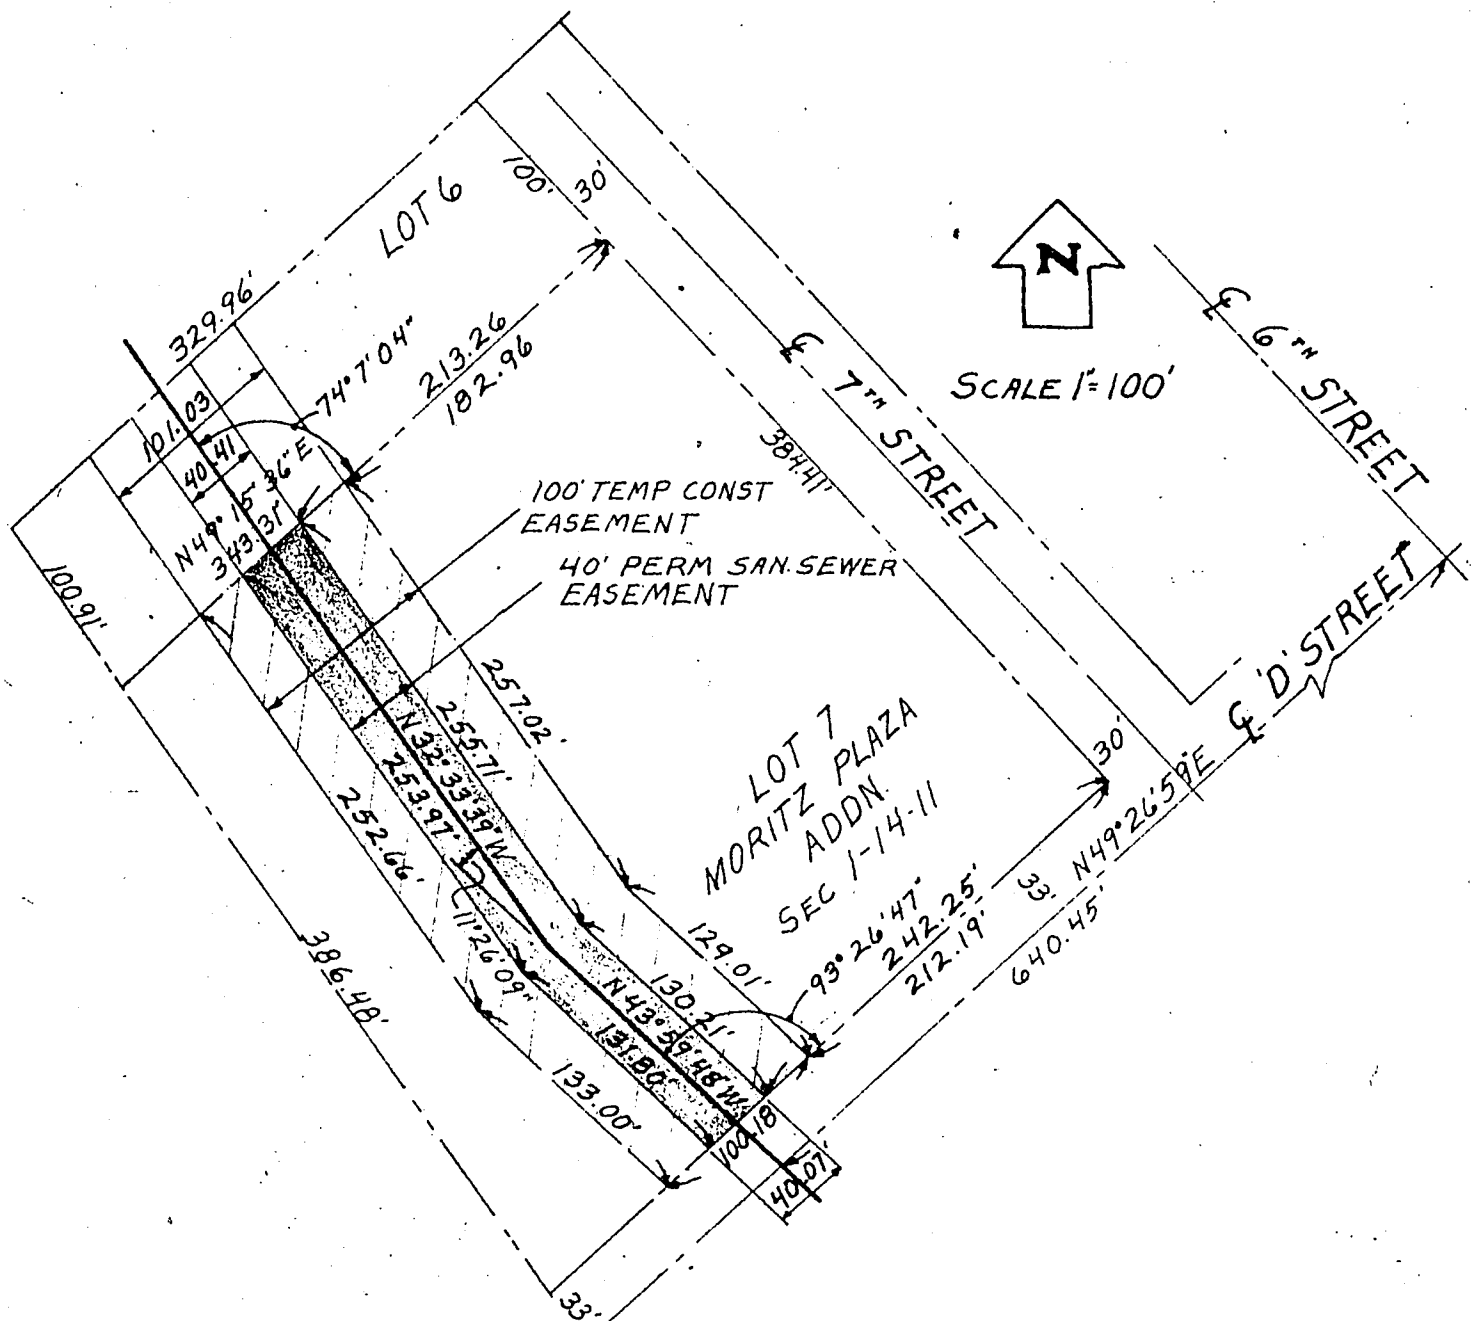 LOT 6
100'
30'
329.96'
213.26
182.96
74° 7' 04"
101.03
40.41
N 49° 15' 36" E
343.31'
100.91'
100' TEMP CONST
EASEMENT
40' PERM SAN. SEWER
EASEMENT
N
SCALE 1"=100'
℄ 6TH STREET
℄ 7TH STREET
384.41'
℄ 'D' STREET
257.02'
255.71'
N 32° 33' 39" W
253.97'
252.66'
11° 26' 09"
386.48'
LOT 7
MORITZ PLAZA
ADDN.
SEC 1-14-11
30'
33'
N 49° 26' 59" E
640.45'
93° 26' 47"
242.25'
212.19'
129.01'
130.21'
N 43° 59' 48" W
131.80'
133.00'
100.18
40.07'
33'